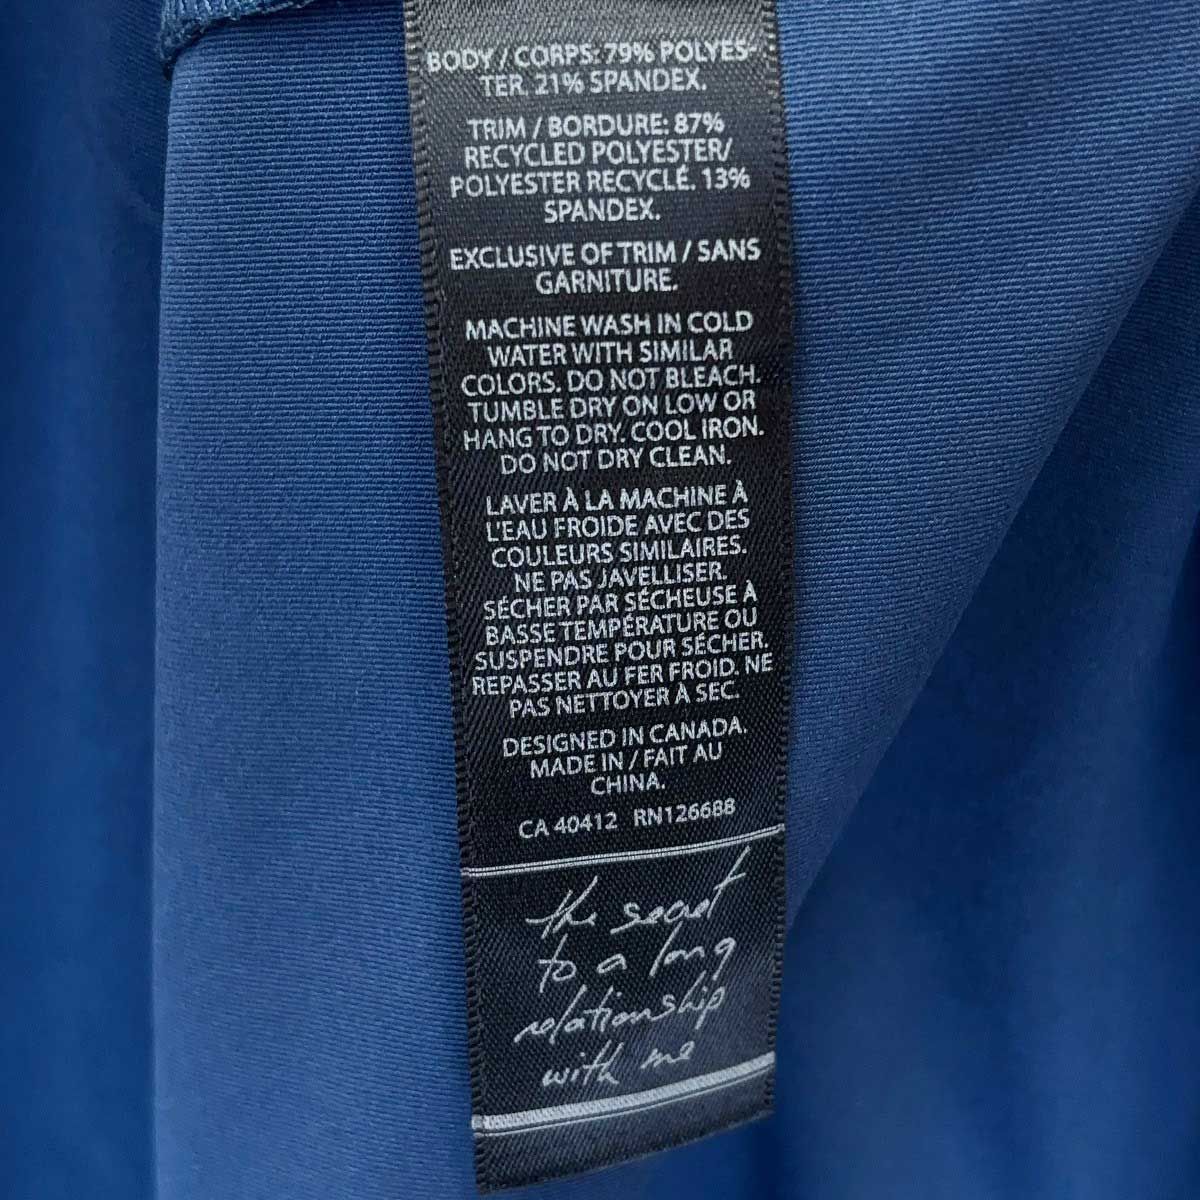 BODY / CORPS: 79% POLYES-
TER. 21% SPANDEX.
TRIM / BORDURE: 87%
RECYCLED POLYESTER/
POLYESTER RECYCLÉ. 13%
SPANDEX.
EXCLUSIVE OF TRIM / SANS
GARNITURE.
MACHINE WASH IN COLD
WATER WITH SIMILAR
COLORS. DO NOT BLEACH.
TUMBLE DRY ON LOW OR
HANG TO DRY. COOL IRON.
DO NOT DRY CLEAN.
LAVER À LA MACHINE À
L'EAU FROIDE AVEC DES
COULEURS SIMILAIRES.
NE PAS JAVELLISER.
SÉCHER PAR SÉCHEUSE À
BASSE TEMPÉRATURE OU
SUSPENDRE POUR SÉCHER.
REPASSER AU FER FROID. NE
PAS NETTOYER À SEC.
DESIGNED IN CANADA.
MADE IN / FAIT AU
CHINA.
CA 40412 RN126688
the secret
to a long
relationship
with me